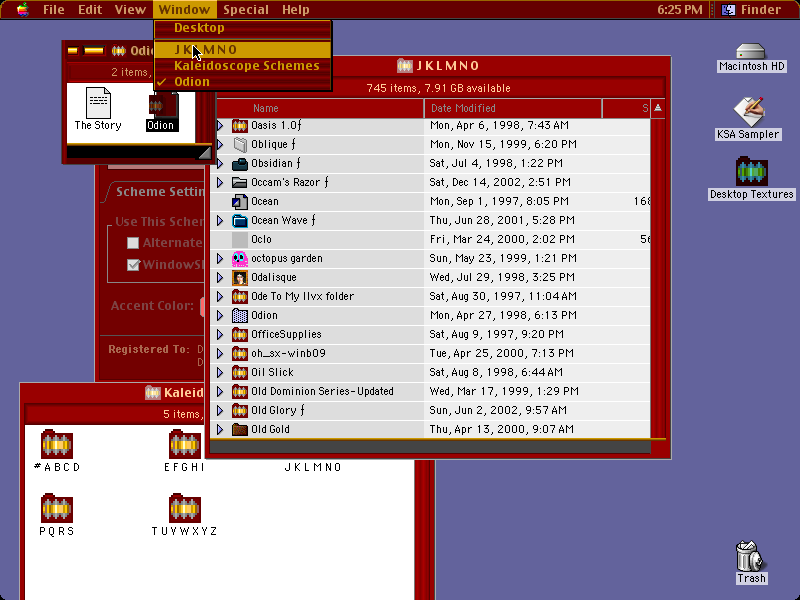 File Edit View Window Special Help 6:25 PM Finder
Desktop
J K L M N O
Kaleidoscope Schemes
✓ Odion
Odio
2 items,
The Story
Odion
J K L M N O
745 items, 7.91 GB available
Name Date Modified S
Oasis 1.0ƒ Mon, Apr 6, 1998, 7:43 AM
Oblique ƒ Mon, Nov 15, 1999, 6:20 PM
Obsidian ƒ Sat, Jul 4, 1998, 1:22 PM
Occam's Razor ƒ Sat, Dec 14, 2002, 2:51 PM
Ocean Mon, Sep 1, 1997, 8:05 PM 168
Ocean Wave ƒ Thu, Jun 28, 2001, 5:28 PM
Oclo Fri, Mar 24, 2000, 2:02 PM 56
octopus garden Sun, May 23, 1999, 1:21 PM
Odalisque Wed, Jul 29, 1998, 3:25 PM
Ode To My IIvx folder Sat, Aug 30, 1997, 11:04 AM
Odion Mon, Apr 27, 1998, 6:13 PM
OfficeSupplies Sat, Aug 9, 1997, 9:20 PM
oh_sx-winb09 Tue, Apr 25, 2000, 7:13 PM
Oil Slick Sat, Aug 8, 1998, 6:44 AM
Old Dominion Series-Updated Wed, Mar 17, 1999, 1:29 PM
Old Glory ƒ Sun, Jun 2, 2002, 9:57 AM
Old Gold Thu, Apr 13, 2000, 9:07 AM
Scheme Settin
Use This Scher
Alternate
WindowSh
Accent Color:
Registered To: D
D
Kaleid
5 items,
#ABCD
EFGHI
JKLMNO
PQRS
TUVWXYZ
Macintosh HD
KSA Sampler
Desktop Textures
Trash